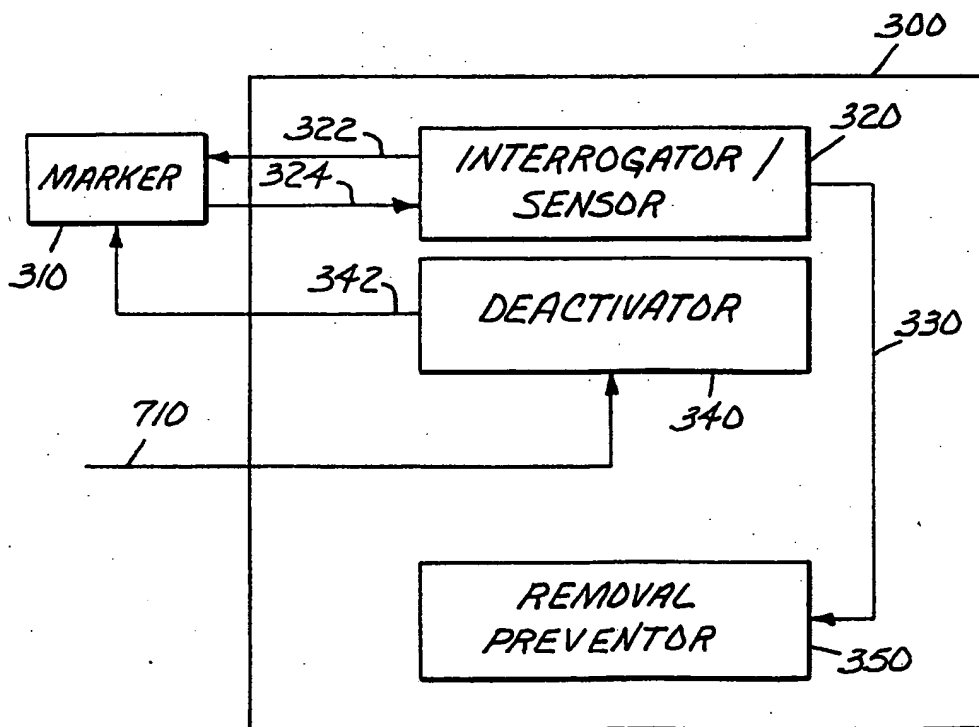 300
322
INTERROGATOR /
SENSOR
320
MARKER
324
310
342
DEACTIVATOR
330
340
710
REMOVAL
PREVENTOR
350